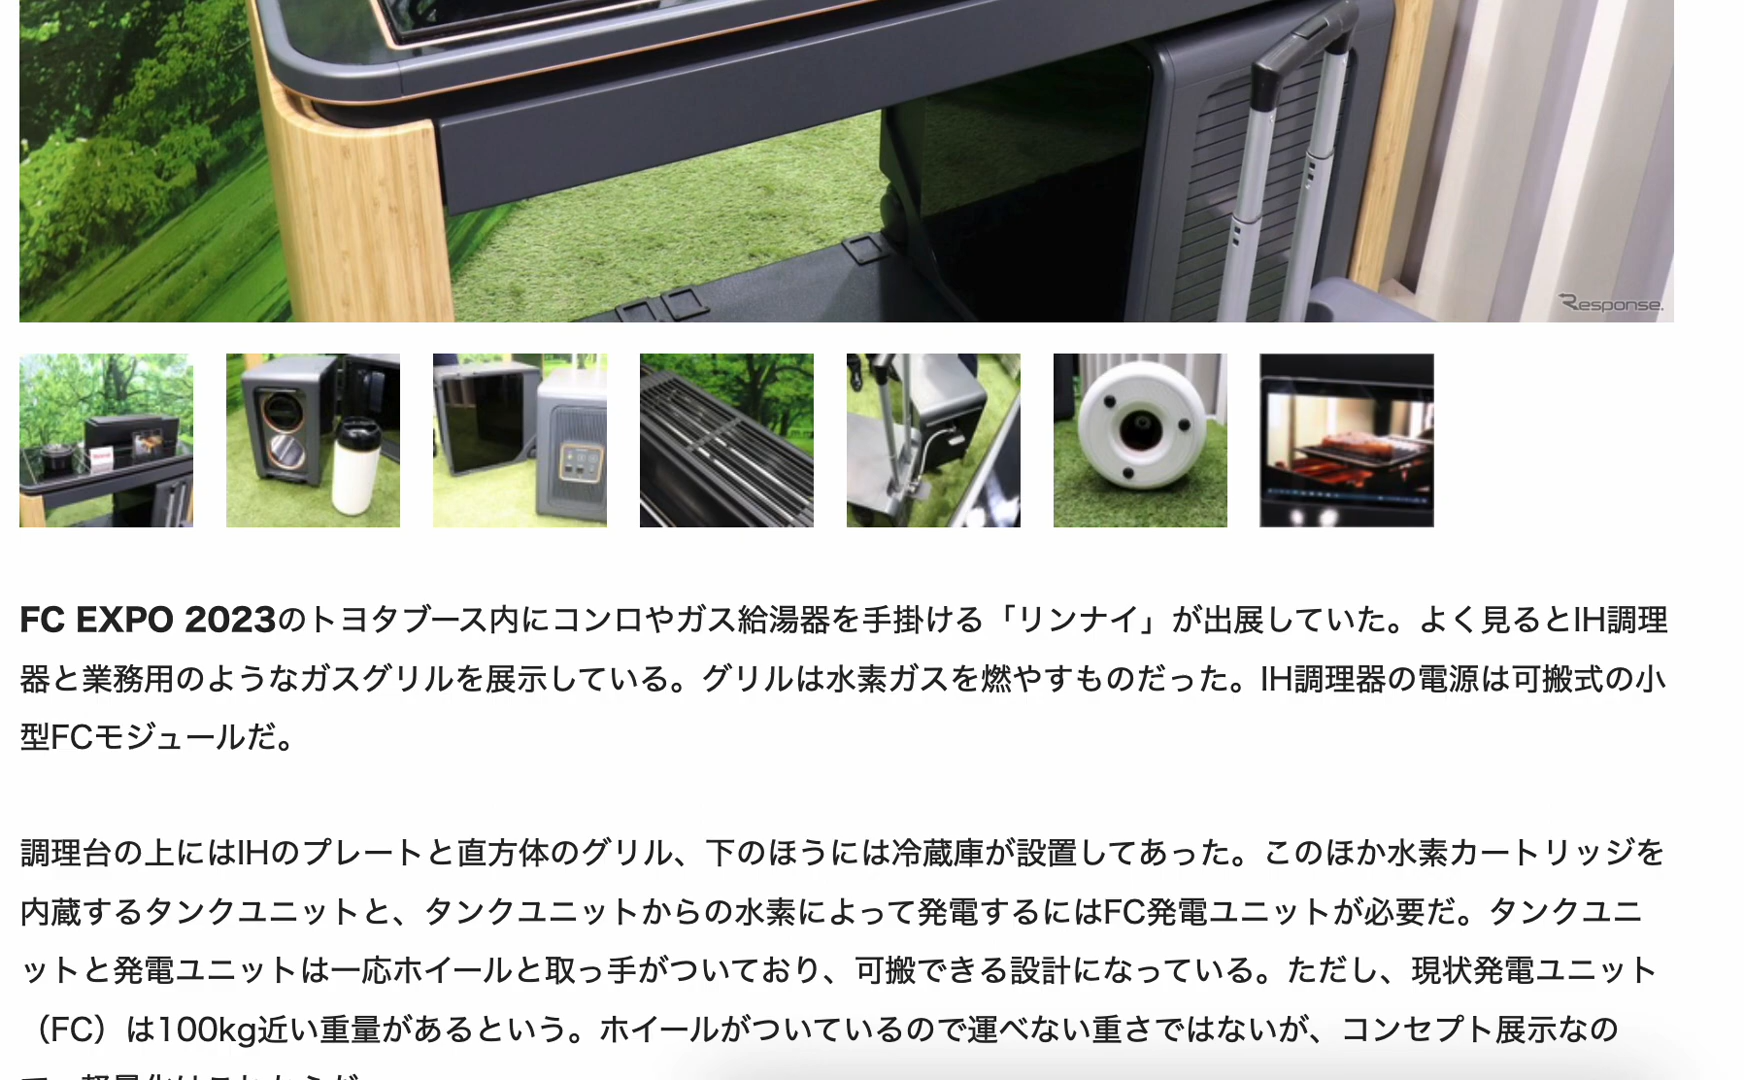 Response.
FC EXPO 2023のトヨタブース内にコンロやガス給湯器を手掛ける「リンナイ」が出展していた。よく見るとIH調理
器と業務用のようなガスグリルを展示している。グリルは水素ガスを燃やすものだった。IH調理器の電源は可搬式の小
型FCモジュールだ。
調理台の上にはIHのプレートと直方体のグリル、下のほうには冷蔵庫が設置してあった。このほか水素カートリッジを
内蔵するタンクユニットと、タンクユニットからの水素によって発電するにはFC発電ユニットが必要だ。タンクユニ
ットと発電ユニットは一応ホイールと取っ手がついており、可搬できる設計になっている。ただし、現状発電ユニット
（FC）は100kg近い重量があるという。ホイールがついているので運べない重さではないが、コンセプト展示なの